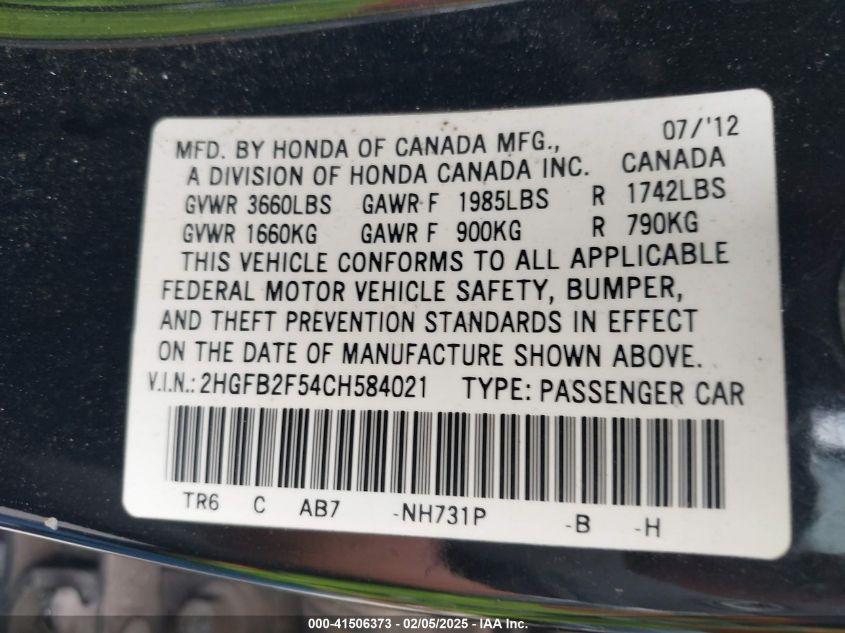 07/'12
MFD. BY HONDA OF CANADA MFG.,
A DIVISION OF HONDA CANADA INC. CANADA
GVWR 3660LBS GAWR F 1985LBS R 1742LBS
GVWR 1660KG GAWR F 900KG R 790KG
THIS VEHICLE CONFORMS TO ALL APPLICABLE
FEDERAL MOTOR VEHICLE SAFETY, BUMPER,
AND THEFT PREVENTION STANDARDS IN EFFECT
ON THE DATE OF MANUFACTURE SHOWN ABOVE.
V.I.N.: 2HGFB2F54CH584021 TYPE: PASSENGER CAR
TR6 C AB7 -NH731P -B -H
000-41506373 - 02/05/2025 - IAA Inc.